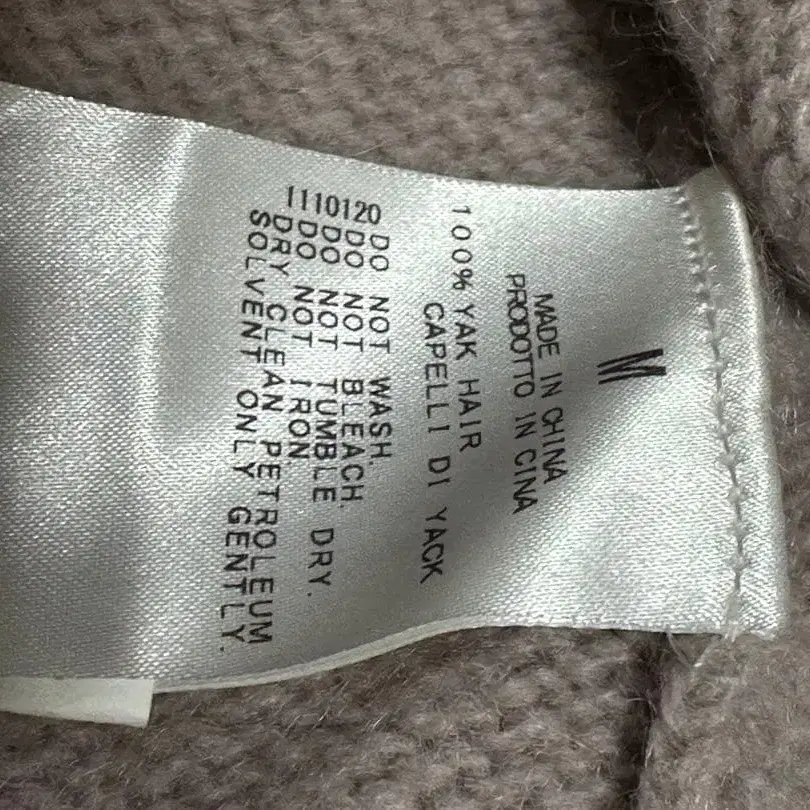 M
MADE IN CHINA
PRODOTTO IN CINA
100% YAK HAIR
CAPELLI DI YACK
DO NOT WASH.
DO NOT BLEACH.
DO NOT TUMBLE DRY.
DO NOT IRON.
DRY CLEAN PETROLEUM
SOLVENT ONLY GENTLY.
1110120